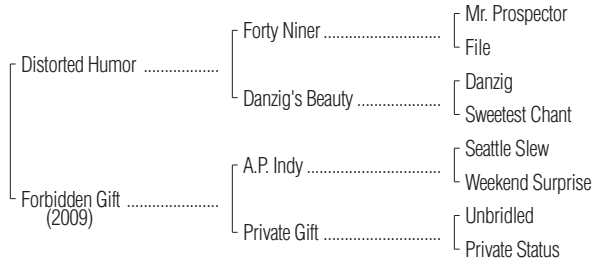 Mr. Prospector
Forty Niner ........................
File
Distorted Humor ..................
Danzig
Danzig's Beauty ....................
Sweetest Chant
Seattle Slew
A.P. Indy ................................
Weekend Surprise
Forbidden Gift ......................
(2009)
Unbridled
Private Gift .............................
Private Status